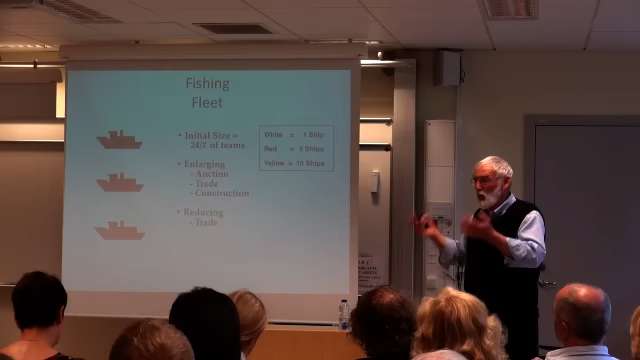 Fishing
Fleet
• Initial Size =
24/# of teams
• Enlarging
– Auction
– Trade
– Construction
• Reducing
– Trade
White = 1 Ship
Red = 5 Ships
Yellow = 10 Ships